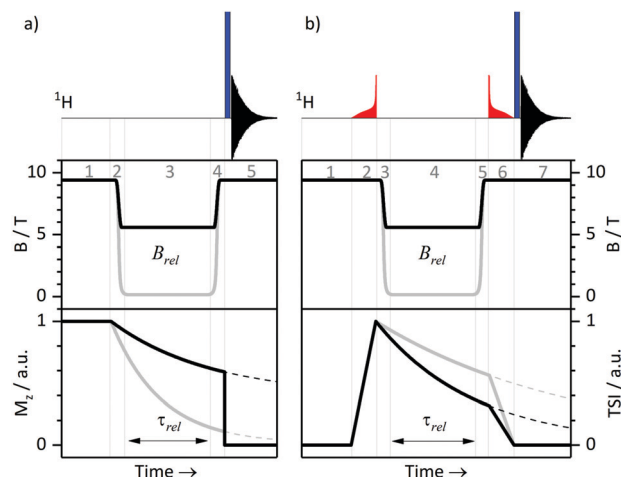 a)
b)
¹H
¹H
10
5
0
B / T
1 2 3 4 5
B_rel
1 2 3 4 5 6 7
B_rel
10
5
0
B / T
1
0
M_z / a.u.
τ_rel
τ_rel
1
0
TSI / a.u.
Time →
Time →